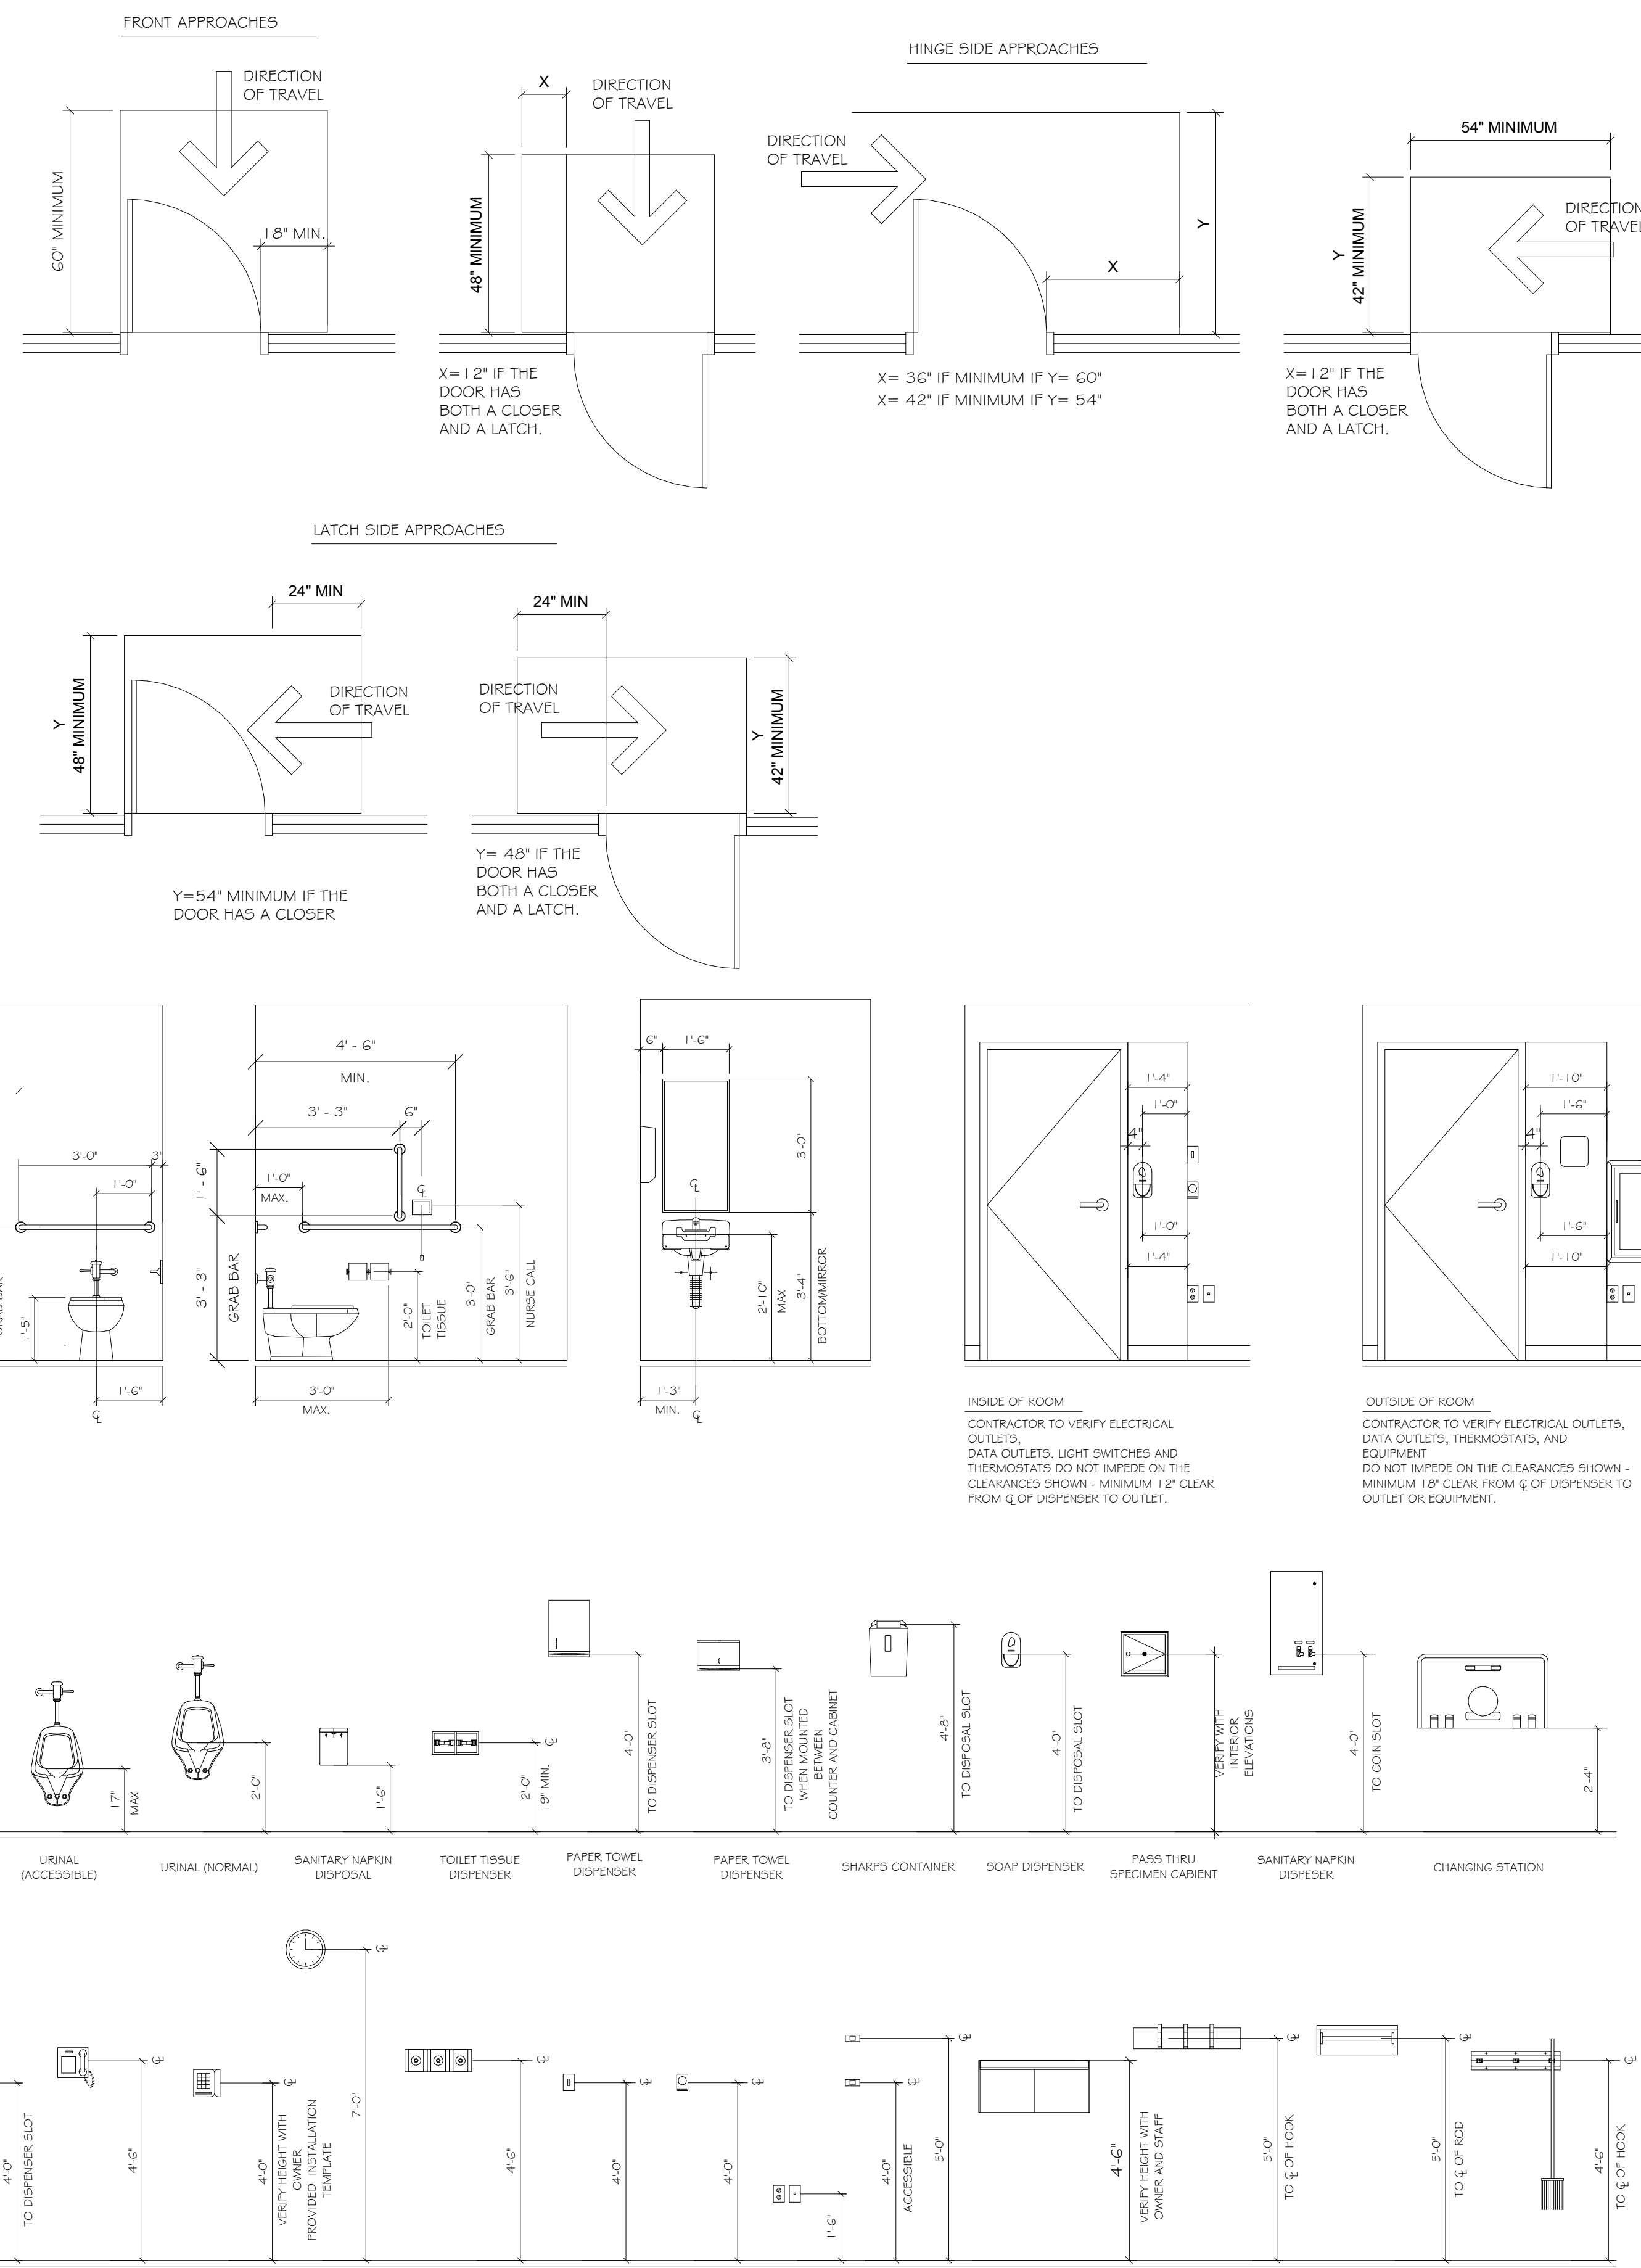 FRONT APPROACHES
DIRECTION
OF TRAVEL
60" MINIMUM
18" MIN.
X
DIRECTION
OF TRAVEL
48" MINIMUM
X=12" IF THE
DOOR HAS
BOTH A CLOSER
AND A LATCH.
HINGE SIDE APPROACHES
DIRECTION
OF TRAVEL
X
Y
X= 36" IF MINIMUM IF Y= 60"
X= 42" IF MINIMUM IF Y= 54"
54" MINIMUM
Y
42" MINIMUM
DIRECTION
OF TRAVEL
X=12" IF THE
DOOR HAS
BOTH A CLOSER
AND A LATCH.
LATCH SIDE APPROACHES
24" MIN
Y
48" MINIMUM
DIRECTION
OF TRAVEL
Y=54" MINIMUM IF THE
DOOR HAS A CLOSER
24" MIN
DIRECTION
OF TRAVEL
Y
42" MINIMUM
Y= 48" IF THE
DOOR HAS
BOTH A CLOSER
AND A LATCH.
3'-0"
3"
1'-0"
1'-5"
1'-6"
℄
4' - 6"
MIN.
3' - 3"
6"
1' - 6"
1'-0"
MAX.
℄
3' - 3"
GRAB BAR
2'-0"
TOILET
TISSUE
3'-0"
GRAB BAR
3'-6"
NURSE CALL
3'-0"
MAX.
6"
1'-6"
3'-0"
℄
2'-10"
MAX
3'-4"
BOTTOM/MIRROR
1'-3"
MIN.
℄
1'-4"
1'-0"
4"
1'-0"
1'-4"
INSIDE OF ROOM
CONTRACTOR TO VERIFY ELECTRICAL
OUTLETS,
DATA OUTLETS, LIGHT SWITCHES AND
THERMOSTATS DO NOT IMPEDE ON THE
CLEARANCES SHOWN - MINIMUM 12" CLEAR
FROM ℄ OF DISPENSER TO OUTLET.
1'-10"
1'-6"
4"
1'-6"
1'-10"
OUTSIDE OF ROOM
CONTRACTOR TO VERIFY ELECTRICAL OUTLETS,
DATA OUTLETS, THERMOSTATS, AND
EQUIPMENT
DO NOT IMPEDE ON THE CLEARANCES SHOWN -
MINIMUM 18" CLEAR FROM ℄ OF DISPENSER TO
OUTLET OR EQUIPMENT.
17"
MAX
URINAL
(ACCESSIBLE)
2'-0"
URINAL (NORMAL)
1'-6"
SANITARY NAPKIN
DISPOSAL
℄
2'-0"
19" MIN.
TOILET TISSUE
DISPENSER
4'-0"
TO DISPENSER SLOT
PAPER TOWEL
DISPENSER
3'-8"
TO DISPENSER SLOT
WHEN MOUNTED
BETWEEN
COUNTER AND CABINET
PAPER TOWEL
DISPENSER
4'-8"
TO DISPOSAL SLOT
SHARPS CONTAINER
4'-0"
TO DISPOSAL SLOT
SOAP DISPENSER
VERIFY WITH
INTERIOR
ELEVATIONS
PASS THRU
SPECIMEN CABIENT
4'-0"
TO COIN SLOT
SANITARY NAPKIN
DISPESER
2'-4"
CHANGING STATION
4'-0"
TO DISPENSER SLOT
℄
4'-6"
℄
4'-0"
VERIFY HEIGHT WITH
OWNER
PROVIDED INSTALLATION
TEMPLATE
℄
7'-0"
℄
4'-6"
℄
4'-0"
℄
4'-0"
1'-6"
℄
4'-0"
ACCESSIBLE
℄
5'-0"
4'-6"
VERIFY HEIGHT WITH
OWNER AND STAFF
℄
5'-0"
TO ℄ OF HOOK
℄
5'-0"
TO ℄ OF ROD
℄
4'-6"
TO ℄ OF HOOK